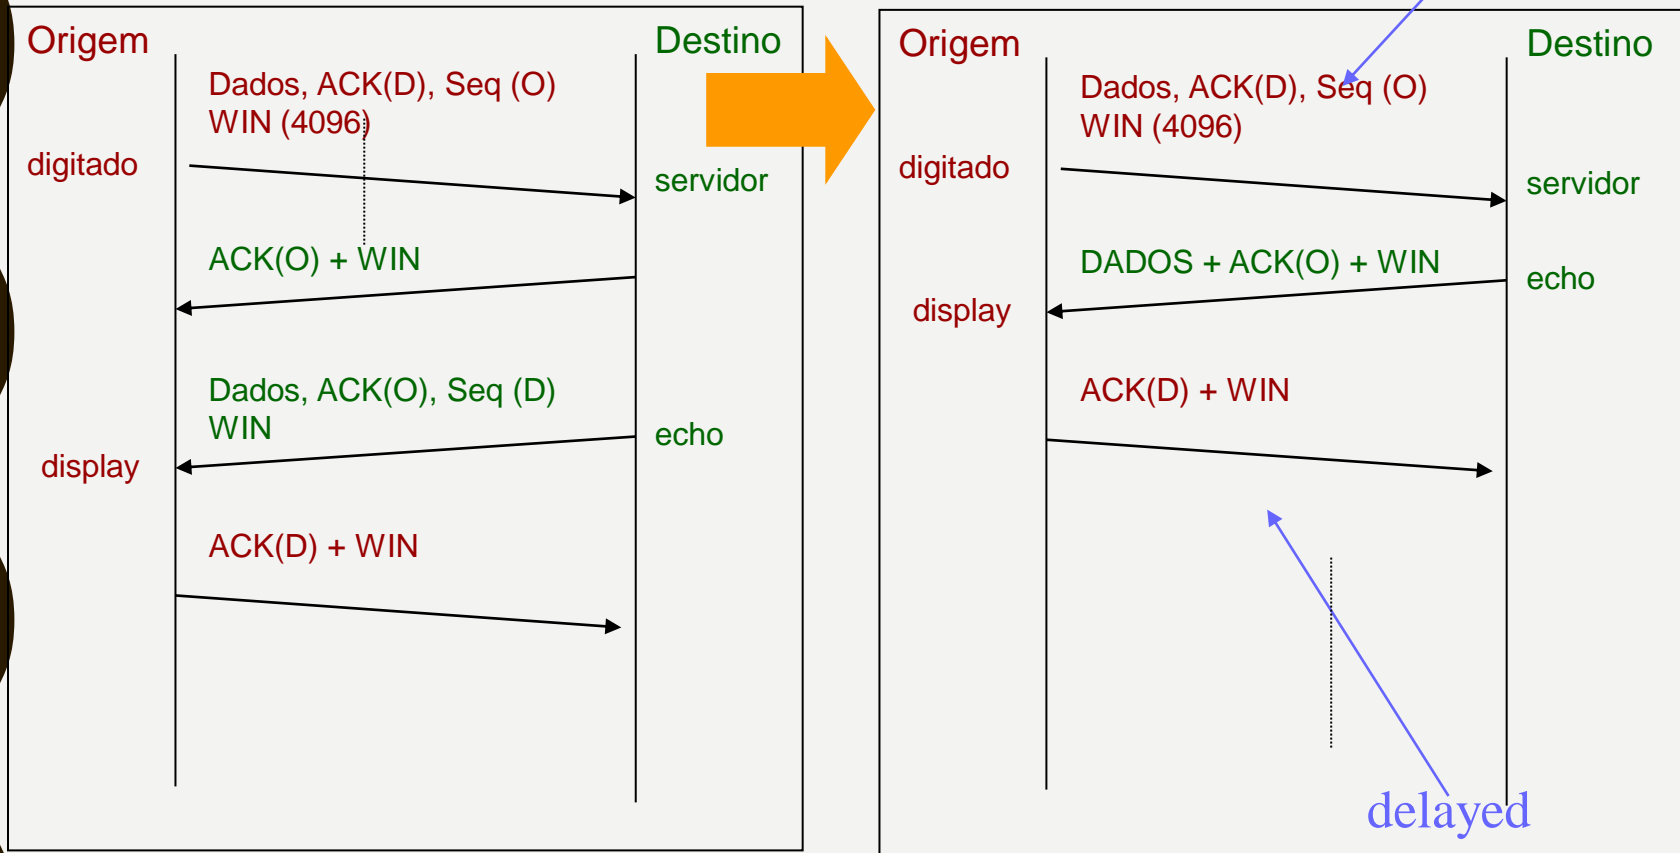 Origem
Destino
Dados, ACK(D), Seq (O)
WIN (4096)
digitado
servidor
ACK(O) + WIN
Dados, ACK(O), Seq (D)
WIN
echo
display
ACK(D) + WIN
Origem
Destino
Dados, ACK(D), Seq (O)
WIN (4096)
digitado
servidor
DADOS + ACK(O) + WIN
echo
display
ACK(D) + WIN
delayed